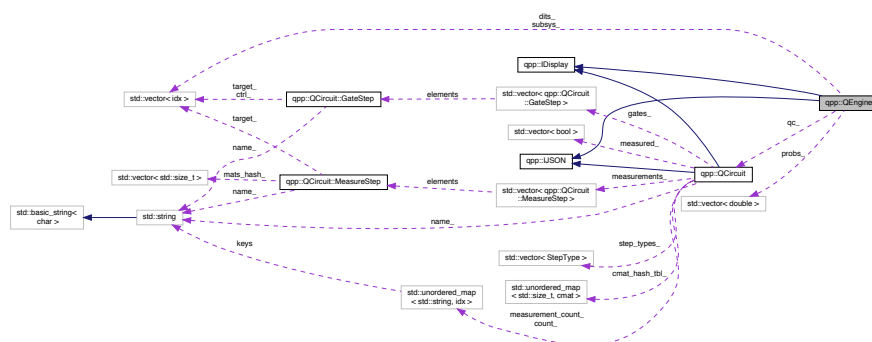 dits_
subsys_
qpp::IDisplay
qpp::QEngine
target_
ctrl_
elements
std::vector< idx >
qpp::QCircuit::GateStep
std::vector< qpp::QCircuit
::GateStep >
gates_
qc_
target_
std::vector< bool >
measured_
name_
probs_
qpp::IJSON
qpp::QCircuit
std::vector< std::size_t >
mats_hash_
qpp::QCircuit::MeasureStep
elements
std::vector< qpp::QCircuit
::MeasureStep >
measurements_
name_
std::vector< double >
std::basic_string<
char >
std::string
name_
keys
step_types_
std::vector< StepType >
cmat_hash_tbl_
std::unordered_map
< std::string, idx >
std::unordered_map
< std::size_t, cmat >
measurement_count_
count_